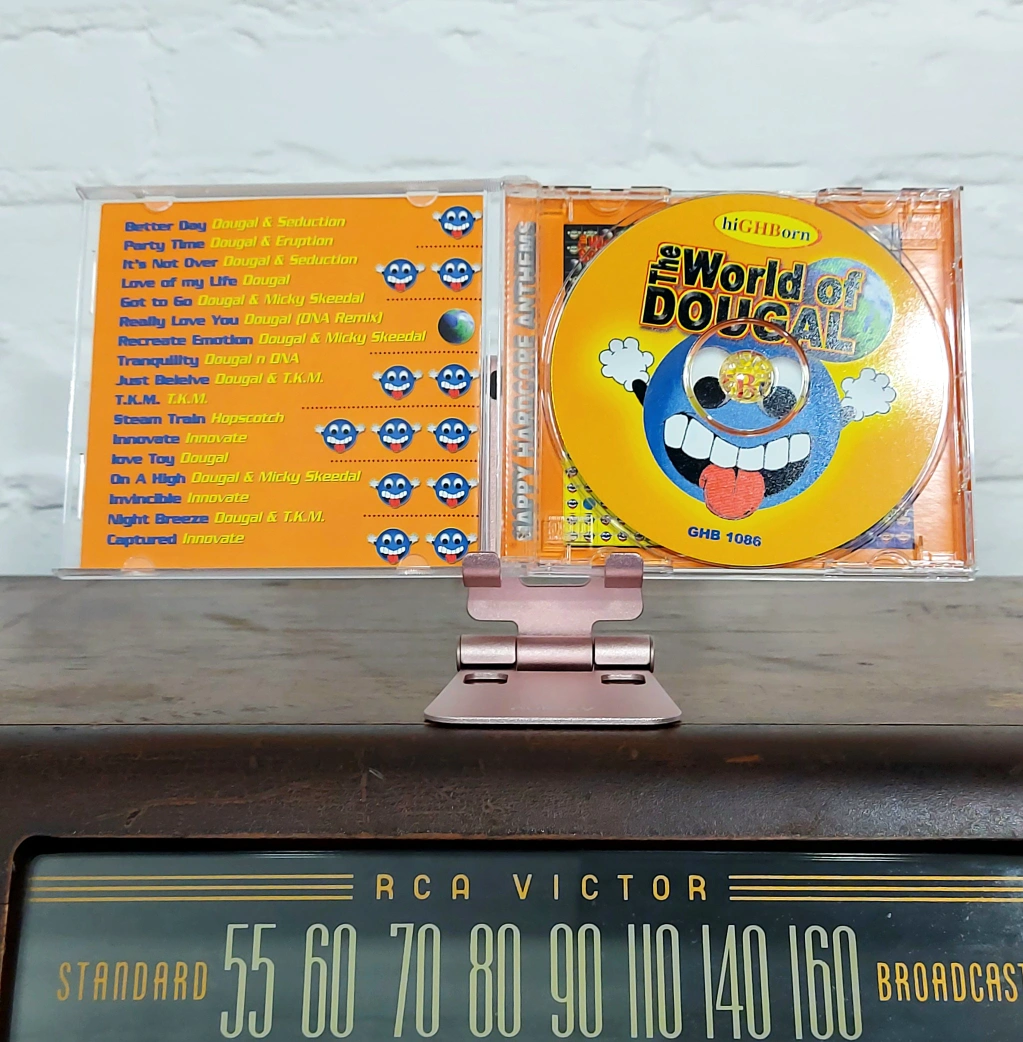 Better Day Dougal & Seduction
Party Time Dougal & Eruption
It's Not Over Dougal & Seduction
Love of my Life Dougal
Got to Go Dougal & Micky Skeedal
Really Love You Dougal (DNA Remix)
Recreate Emotion Dougal & Micky Skeedal
Tranquility Dougal n DNA
Just Beleive Dougal & T.K.M.
T.K.M. T.K.M.
Steam Train Hopscotch
Innovate Innovate
love Toy Dougal
On A High Dougal & Micky Skeedal
Invincible Innovate
Night Breeze Dougal & T.K.M.
Captured Innovate
HAPPY HARDCORE ANTHEMS
hiGHBorn
The World of
DOUGAL
GHB 1086
RCA VICTOR
STANDARD 55 60 70 80 90 110 140 160 BROADCAST